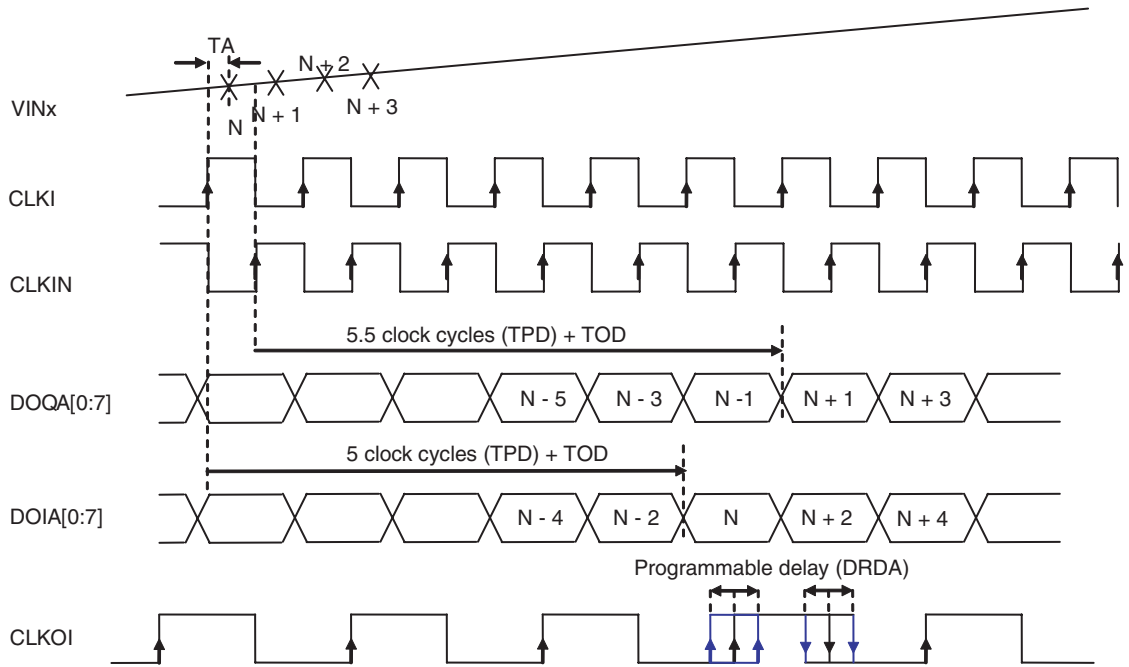 TA
N + 2
VINx
N
N + 1
N + 3
CLKI
CLKIN
5.5 clock cycles (TPD) + TOD
DOQA[0:7]
N - 5
N - 3
N -1
N + 1
N + 3
5 clock cycles (TPD) + TOD
DOIA[0:7]
N - 4
N - 2
N
N + 2
N + 4
Programmable delay (DRDA)
CLKOI